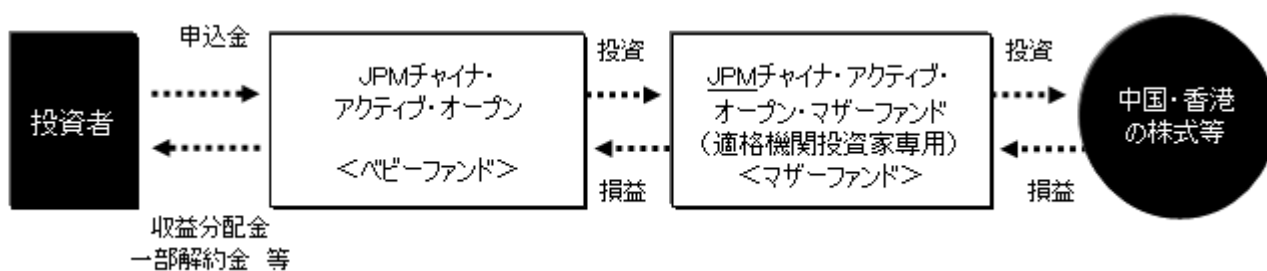 投資者
申込金
収益分配金
一部解約金 等
JPMチャイナ・
アクティブ・オープン
＜ベビーファンド＞
投資
損益
JPMチャイナ・アクティブ・
オープン・マザーファンド
（適格機関投資家専用）
＜マザーファンド＞
投資
損益
中国・香港
の株式等